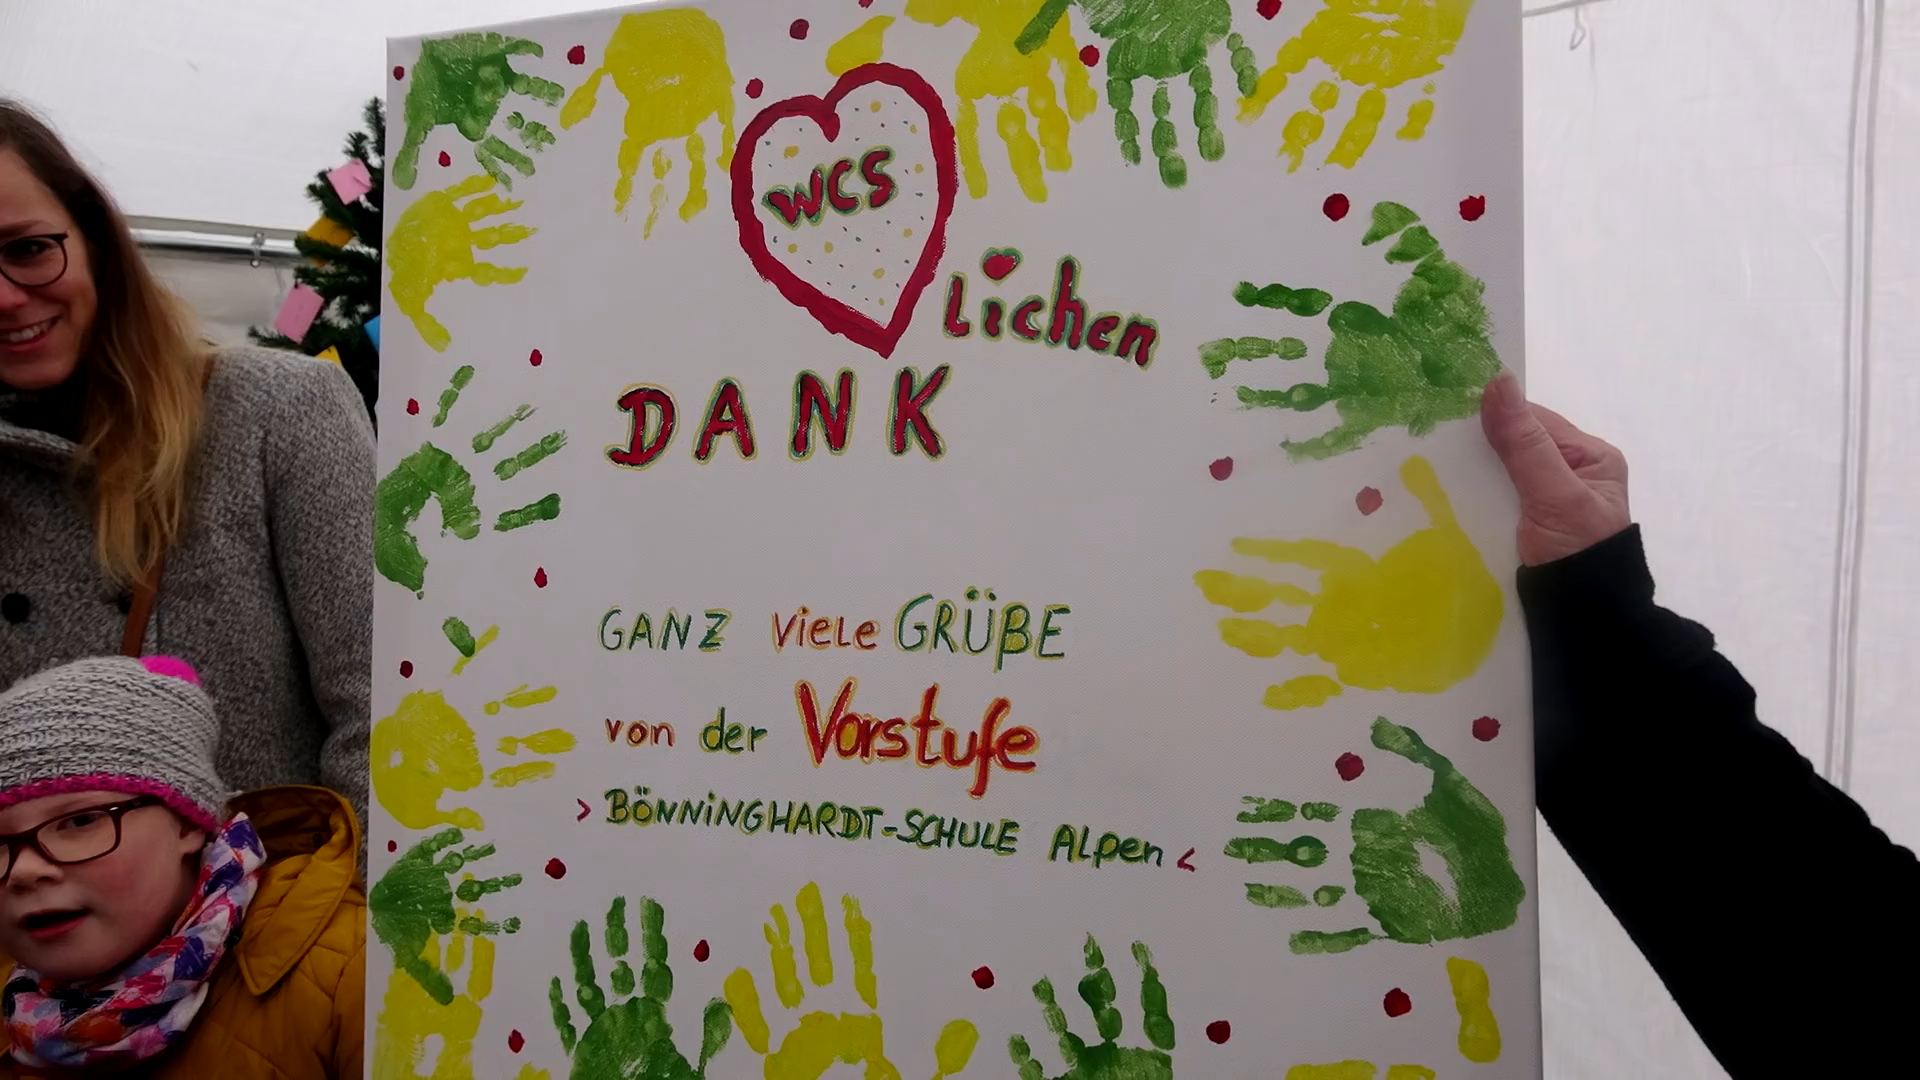 WCS
lichen
DANK
GANZ viele GRÜßE
von der Vorstufe
> BÖNNINGHARDT-SCHULE Alpen <